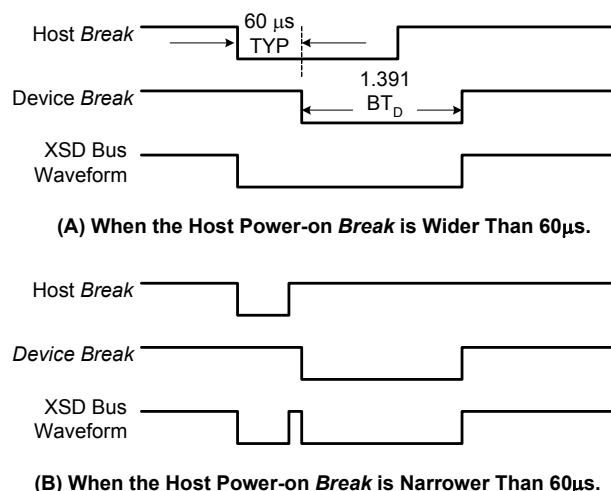 60 μs
Host Break
TYP
1.391
Device Break
BT_D
XSD Bus
Waveform
(A) When the Host Power-on Break is Wider Than 60μs.
Host Break
Device Break
XSD Bus
Waveform
(B) When the Host Power-on Break is Narrower Than 60μs.